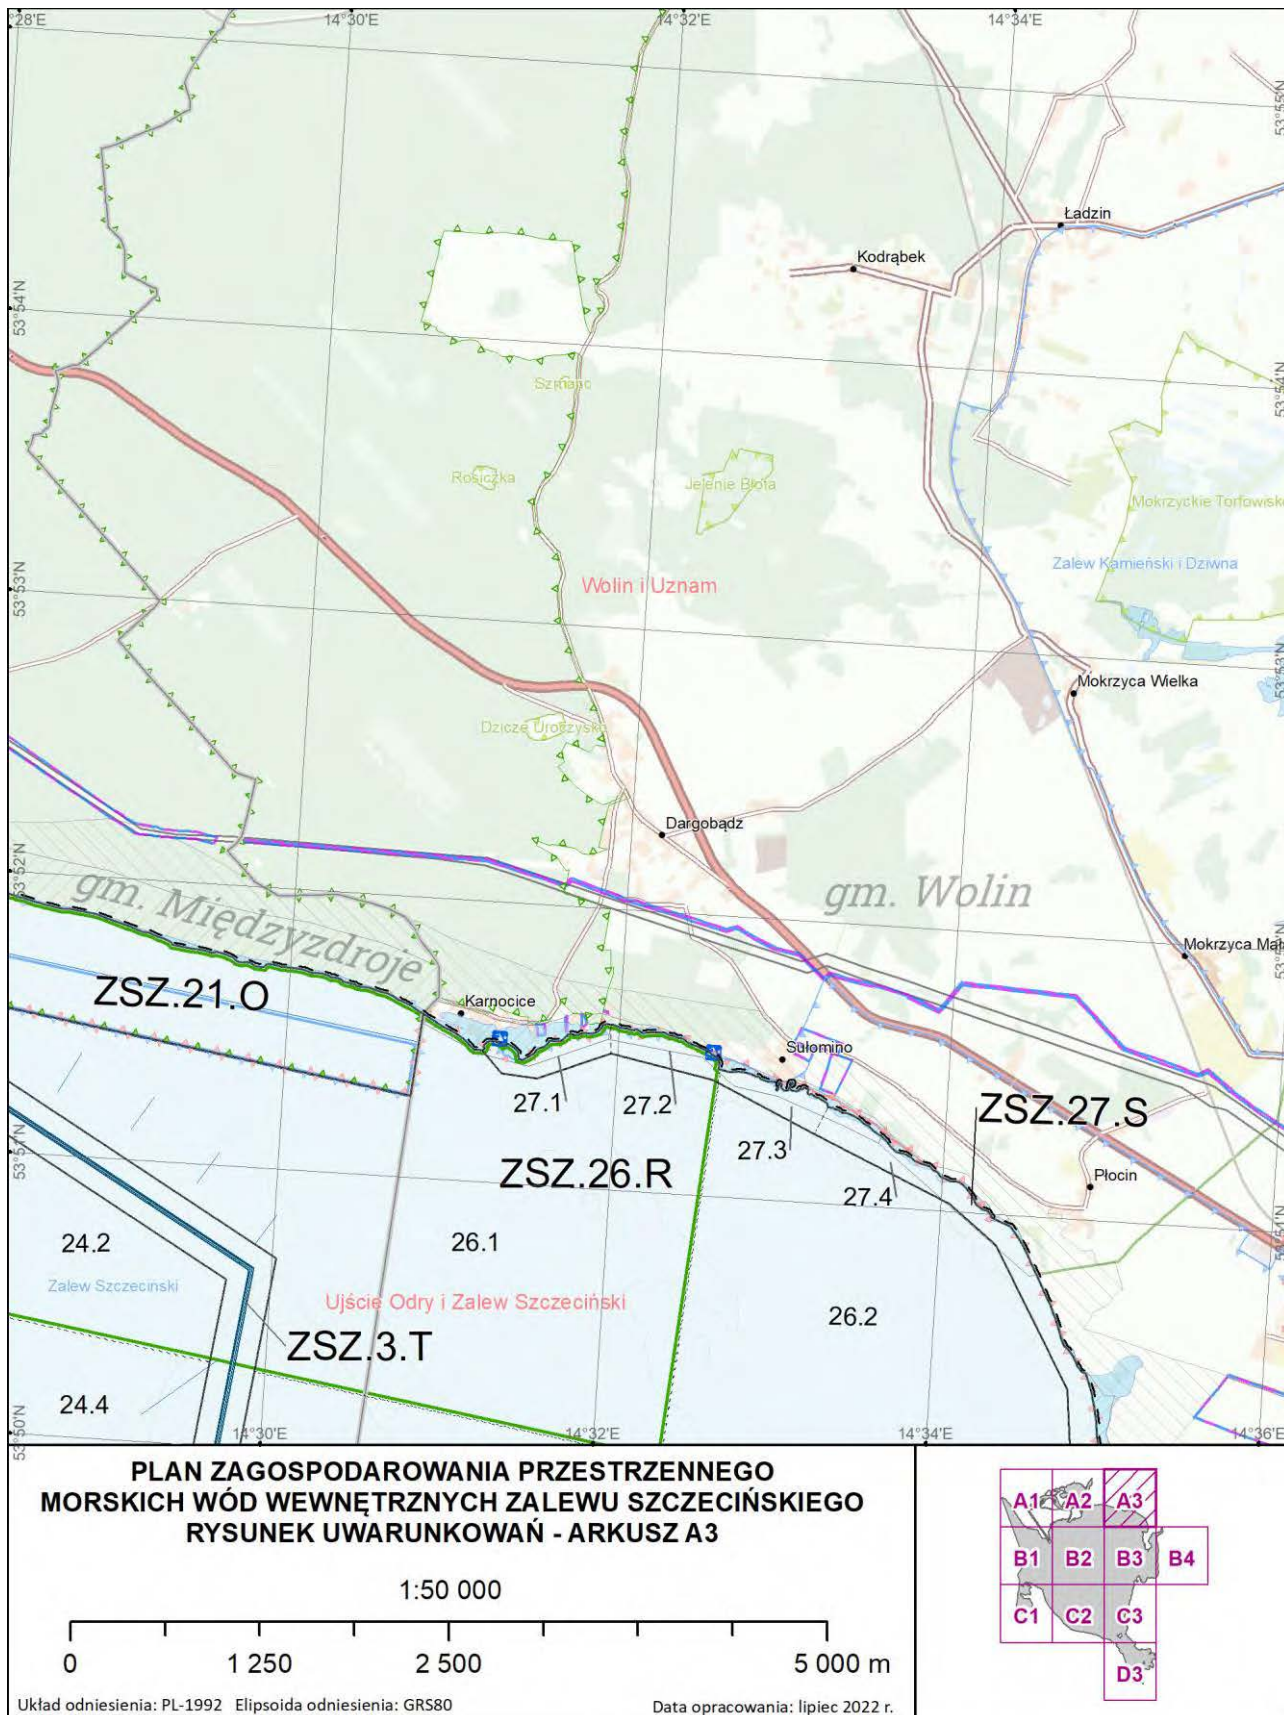 °28'E
14°30'E
14°32'E
14°34'E
53°55'N
Ładzin
Kodrąbek
53°54'N
53°54'N
Szmanc
Rośiczka
Jelenie Błota
Mokrzyckie Torfowisko
Zalew Kamieński i Dziwna
53°53'N
Wolin i Uznam
53°53'N
Mokrzyca Wielka
Dzicze Uroczysko
Dargobądz
53°52'N
gm. Międzyzdroje
gm. Wolin
Mokrzyca Mał
ZSZ.21.O
Karnocice
Sułomino
27.1
27.2
ZSZ.27.S
53°51'N
27.3
ZSZ.26.R
27.4
Płocin
24.2
26.1
Zalew Szczeciński
Ujście Odry i Zalew Szczeciński
26.2
ZSZ.3.T
24.4
53°50'N
14°30'E
14°32'E
14°34'E
14°36'E
PLAN ZAGOSPODAROWANIA PRZESTRZENNEGO
MORSKICH WÓD WEWNĘTRZNYCH ZALEWU SZCZECIŃSKIEGO
RYSUNEK UWARUNKOWAŃ - ARKUSZ A3
1:50 000
0 1 250 2 500 5 000 m
Układ odniesienia: PL-1992 Elipsoida odniesienia: GRS80
Data opracowania: lipiec 2022 r.
A1 A2 A3
B1 B2 B3 B4
C1 C2 C3
D3